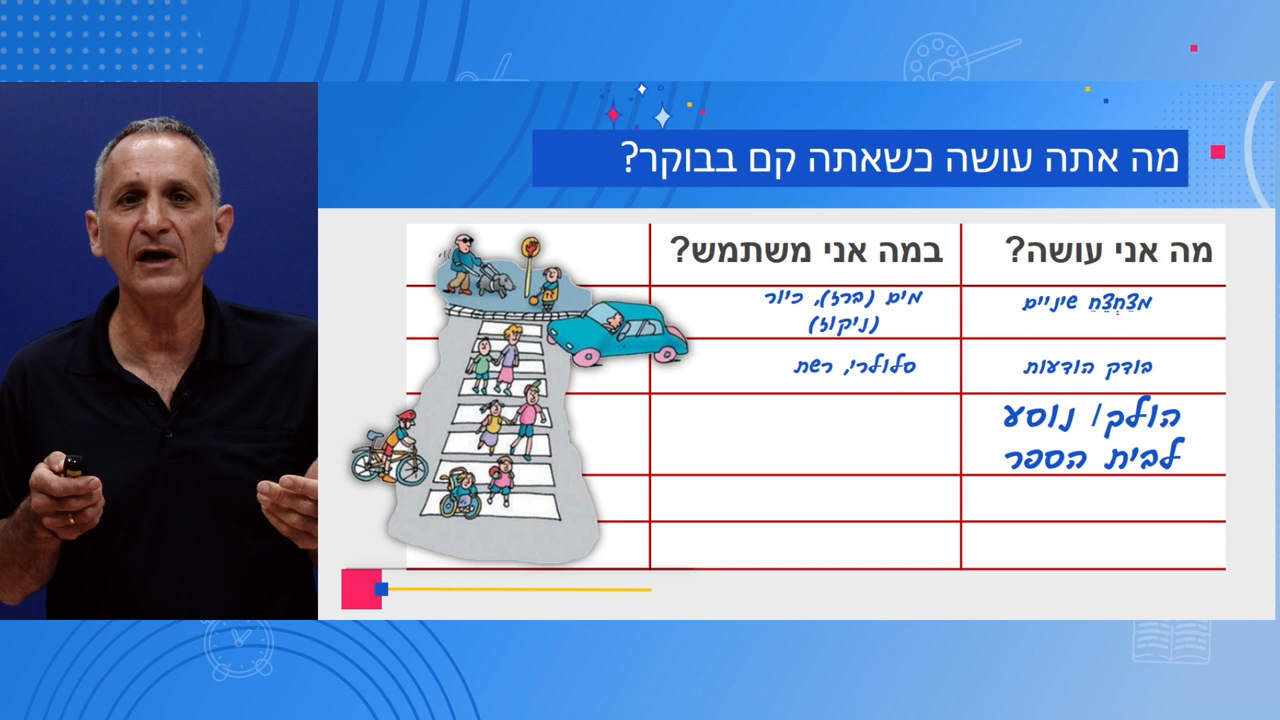 מה אתה עושה כשאתה קם בבוקר?
מה אני עושה?
במה אני משתמש?
מצַחְצֵחַ שיניים
מים (ברז), כיור
(ניקוז)
בודק הודעות
סלולרי, רשת
הולך/ נוסע
לבית הספר